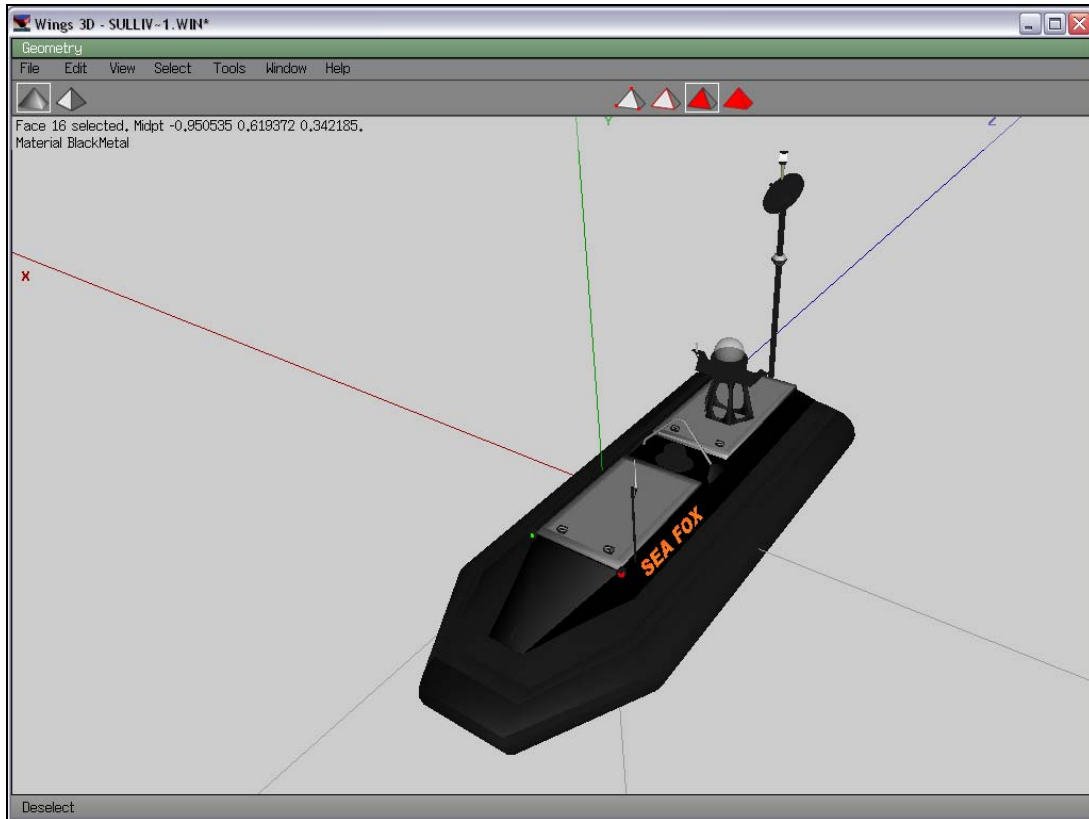 Wings 3D - SULLIV~1.WIN*
Geometry
File Edit View Select Tools Window Help
Face 16 selected. Midpt -0.950535 0.619372 0.342185.
Material BlackMetal
Y
Z
X
SEA FOX
Deselect